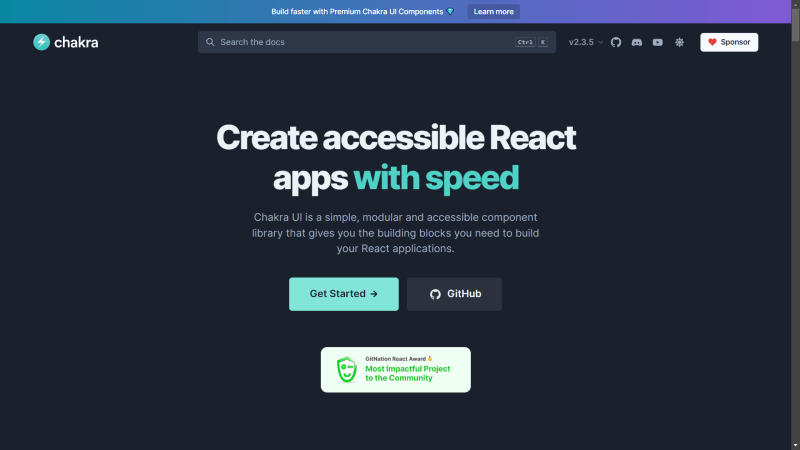 Build faster with Premium Chakra UI Components 💎 Learn more
chakra Search the docs Ctrl K v2.3.5 Sponsor
Create accessible React
apps with speed
Chakra UI is a simple, modular and accessible component
library that gives you the building blocks you need to build
your React applications.
Get Started → GitHub
GitNation React Award 🏅
Most Impactful Project
to the Community